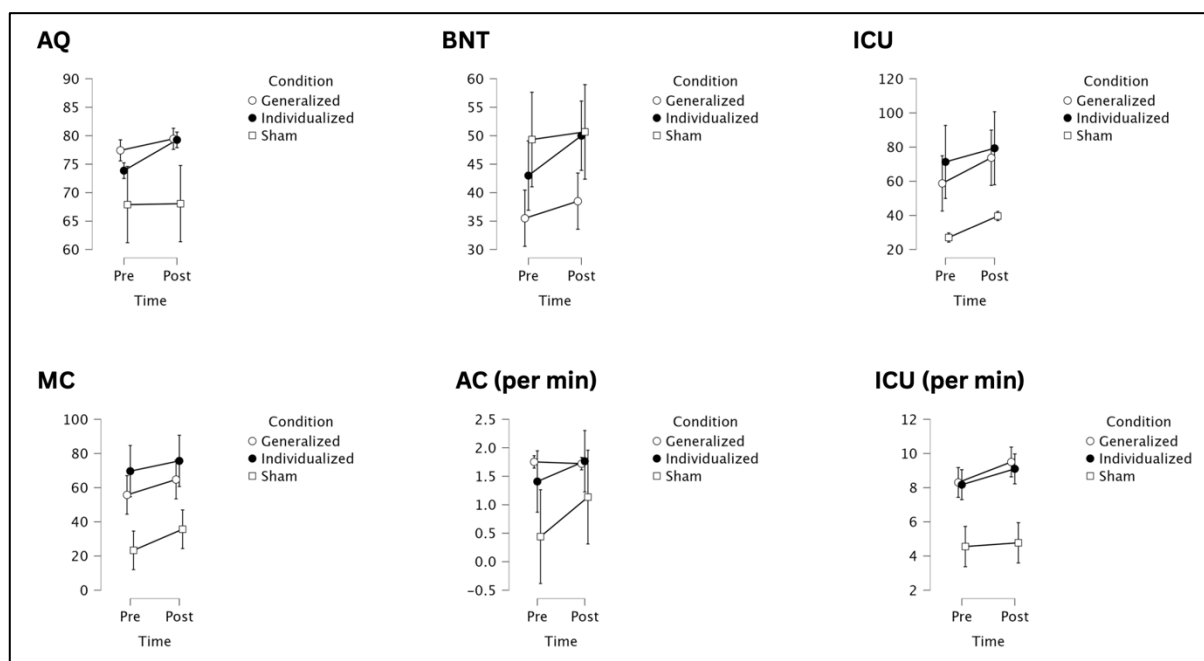 AQ
90
85
80
75
70
65
60
Pre Post
Time
Condition
Generalized
Individualized
Sham
BNT
60
55
50
45
40
35
30
Pre Post
Time
Condition
Generalized
Individualized
Sham
ICU
120
100
80
60
40
20
Pre Post
Time
Condition
Generalized
Individualized
Sham
MC
100
80
60
40
20
0
Pre Post
Time
Condition
Generalized
Individualized
Sham
AC (per min)
2.5
2.0
1.5
1.0
0.5
0.0
−0.5
Pre Post
Time
Condition
Generalized
Individualized
Sham
ICU (per min)
12
10
8
6
4
2
Pre Post
Time
Condition
Generalized
Individualized
Sham